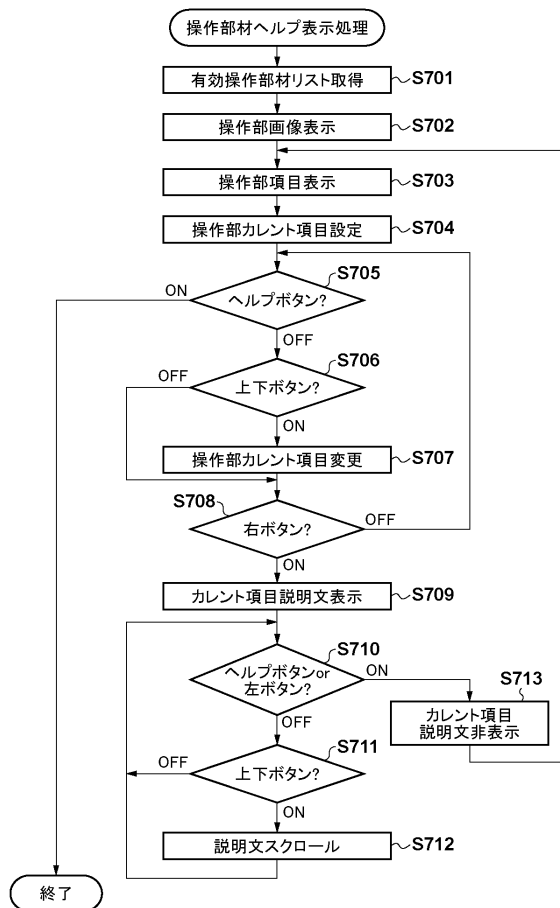 操作部材ヘルプ表示処理
有効操作部材リスト取得
S701
操作部画像表示
S702
操作部項目表示
S703
操作部カレント項目設定
S704
S705
ON
ヘルプボタン?
OFF
S706
OFF
上下ボタン?
ON
操作部カレント項目変更
S707
S708
右ボタン?
OFF
ON
カレント項目説明文表示
S709
S710
ヘルプボタンor
左ボタン?
ON
S713
カレント項目
説明文非表示
OFF
S711
OFF
上下ボタン?
ON
説明文スクロール
S712
終了